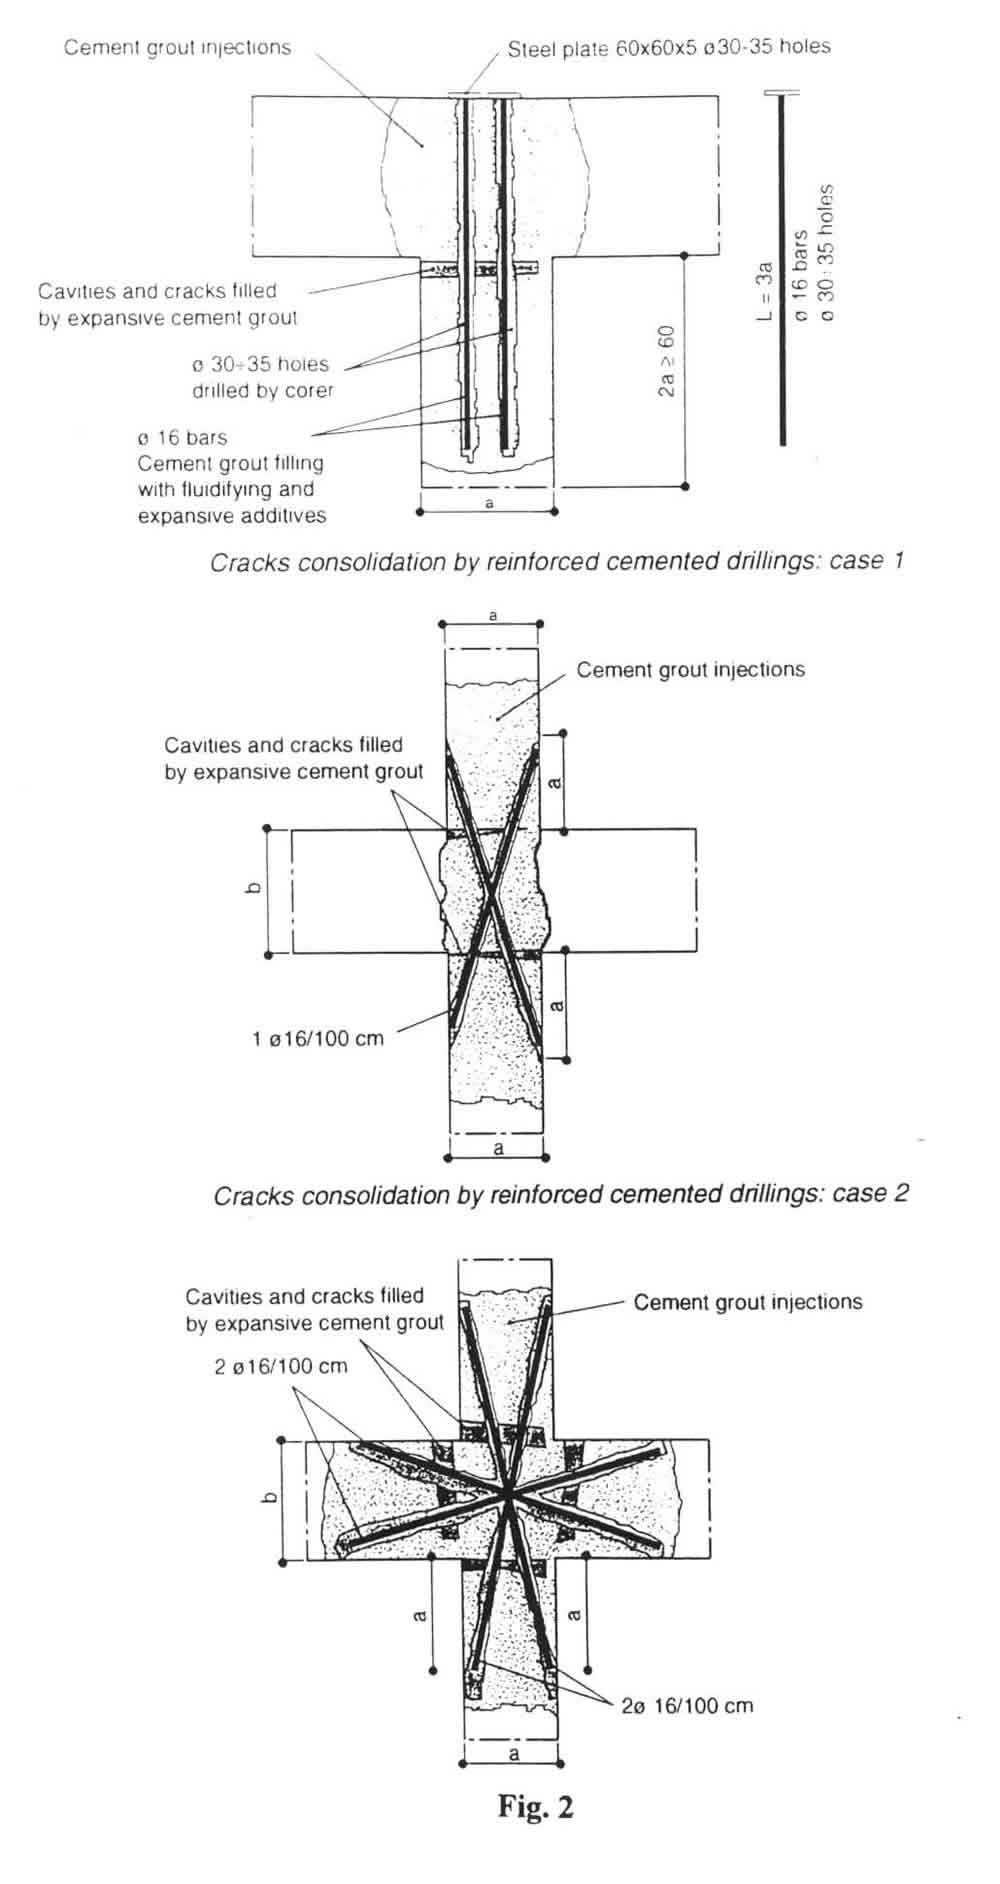 Cement grout injections
Steel plate 60x60x5 ø30-35 holes
L = 3a
ø 16 bars
ø 30÷35 holes
Cavities and cracks filled
by expansive cement grout
2a ≥ 60
ø 30÷35 holes
drilled by corer
ø 16 bars
Cement grout filling
with fluidifying and
expansive additives
a
Cracks consolidation by reinforced cemented drillings: case 1
a
Cement grout injections
Cavities and cracks filled
by expansive cement grout
a
b
a
1 ø16/100 cm
a
Cracks consolidation by reinforced cemented drillings: case 2
Cavities and cracks filled
by expansive cement grout
Cement grout injections
2 ø16/100 cm
b
a
a
2ø 16/100 cm
a
Fig. 2